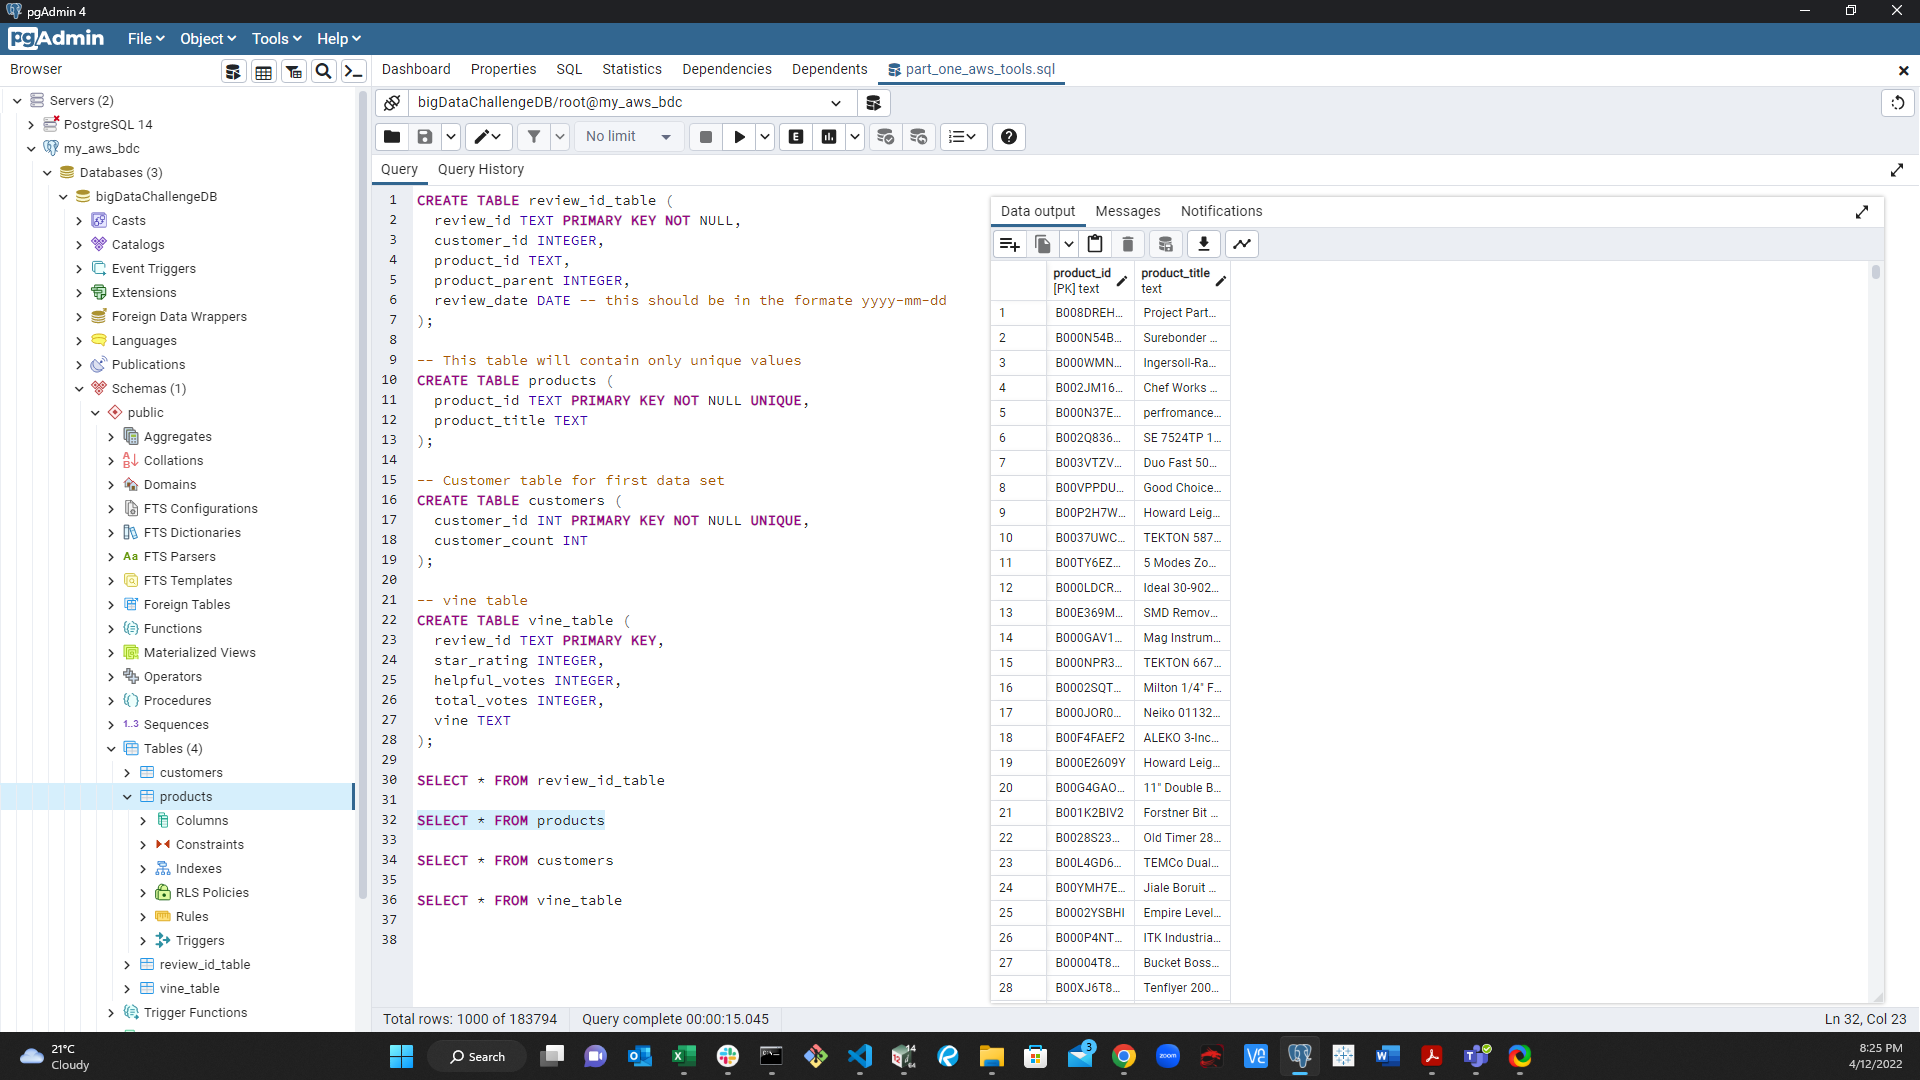 pgAdmin 4
pgAdmin File Object Tools Help
Browser
Dashboard Properties SQL Statistics Dependencies Dependents part_one_aws_tools.sql
Servers (2)
PostgreSQL 14
my_aws_bdc
Databases (3)
bigDataChallengeDB
Casts
Catalogs
Event Triggers
Extensions
Foreign Data Wrappers
Languages
Publications
Schemas (1)
public
Aggregates
Collations
Domains
FTS Configurations
FTS Dictionaries
Aa FTS Parsers
FTS Templates
Foreign Tables
Functions
Materialized Views
Operators
Procedures
1..3 Sequences
Tables (4)
customers
products
Columns
Constraints
Indexes
RLS Policies
Rules
Triggers
review_id_table
vine_table
Trigger Functions
bigDataChallengeDB/root@my_aws_bdc
No limit
E
Query Query History
1 CREATE TABLE review_id_table (
2 review_id TEXT PRIMARY KEY NOT NULL,
3 customer_id INTEGER,
4 product_id TEXT,
5 product_parent INTEGER,
6 review_date DATE -- this should be in the formate yyyy-mm-dd
7 );
8
9 -- This table will contain only unique values
10 CREATE TABLE products (
11 product_id TEXT PRIMARY KEY NOT NULL UNIQUE,
12 product_title TEXT
13 );
14
15 -- Customer table for first data set
16 CREATE TABLE customers (
17 customer_id INT PRIMARY KEY NOT NULL UNIQUE,
18 customer_count INT
19 );
20
21 -- vine table
22 CREATE TABLE vine_table (
23 review_id TEXT PRIMARY KEY,
24 star_rating INTEGER,
25 helpful_votes INTEGER,
26 total_votes INTEGER,
27 vine TEXT
28 );
29
30 SELECT * FROM review_id_table
31
32 SELECT * FROM products
33
34 SELECT * FROM customers
35
36 SELECT * FROM vine_table
37
38
Data output Messages Notifications
product_id product_title
[PK] text text
1 B008DREH... Project Part...
2 B000N54B... Surebonder ...
3 B000WMN... Ingersoll-Ra...
4 B002JM16... Chef Works ...
5 B000N37E... perfromance...
6 B002Q836... SE 7524TP 1...
7 B003VTZV... Duo Fast 50...
8 B00VPPDU... Good Choice...
9 B00P2H7W... Howard Leig...
10 B0037UWC... TEKTON 587...
11 B00TY6EZ... 5 Modes Zo...
12 B000LDCR... Ideal 30-902...
13 B00E369M... SMD Remov...
14 B000GAV1... Mag Instrum...
15 B000NPR3... TEKTON 667...
16 B0002SQT... Milton 1/4" F...
17 B000JOR0... Neiko 01132...
18 B00F4FAEF2 ALEKO 3-Inc...
19 B000E2609Y Howard Leig...
20 B00G4GAO... 11" Double B...
21 B001K2BIV2 Forstner Bit ...
22 B0028S23... Old Timer 28...
23 B00L4GD6... TEMCo Dual...
24 B00YMH7E... Jiale Boruit ...
25 B0002YSBHI Empire Level...
26 B000P4NT... ITK Industria...
27 B00004T8... Bucket Boss...
28 B00XJ6T8... Tenflyer 200...
Total rows: 1000 of 183794 Query complete 00:00:15.045 Ln 32, Col 23
21°C
Cloudy
Search
14
64
3
zoom
8:25 PM
4/12/2022